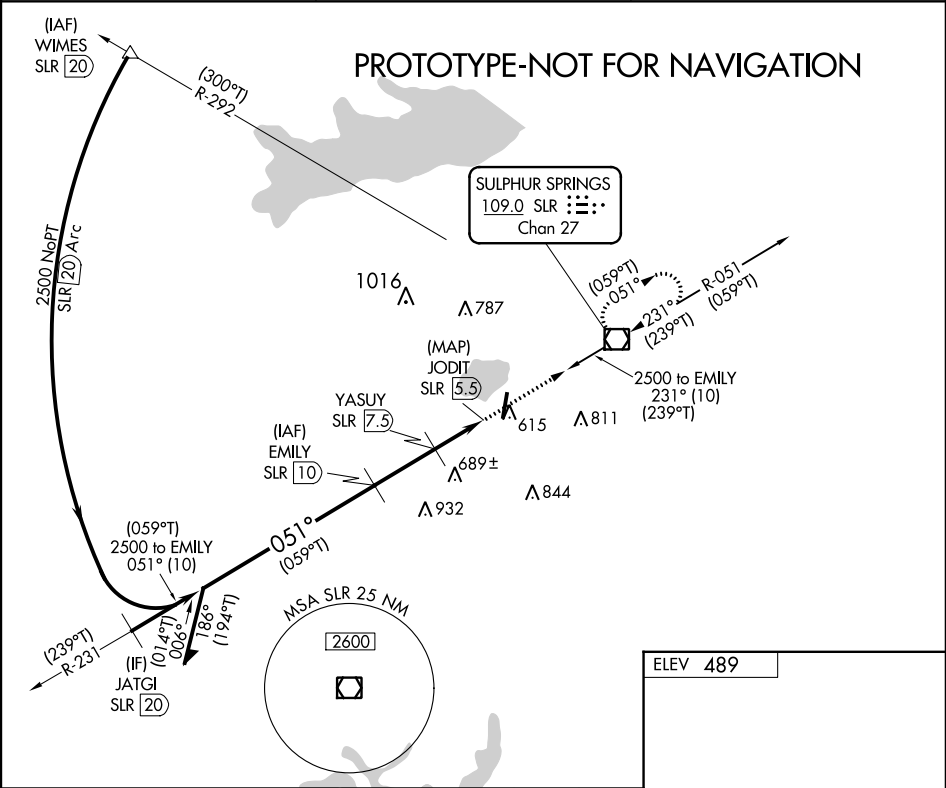 (IAF)
WIMES
SLR 20
PROTOTYPE-NOT FOR NAVIGATION
(300°T)
R-292
SULPHUR SPRINGS
109.0 SLR
Chan 27
2500 NoPT
SLR 20 Arc
1016
787
(059°T)
051°
R-051
(059°T)
231°
(239°T)
(MAP)
JODIT
SLR 5.5
2500 to EMILY
231° (10)
(239°T)
YASUY
SLR 7.5
615
811
(IAF)
EMILY
SLR 10
689±
844
932
051°
(059°T)
(059°T)
2500 to EMILY
051° (10)
MSA SLR 25 NM
2600
186°
(194°T)
006°
(014°T)
(239°T)
R-231
(IF)
JATGI
SLR 20
ELEV 489